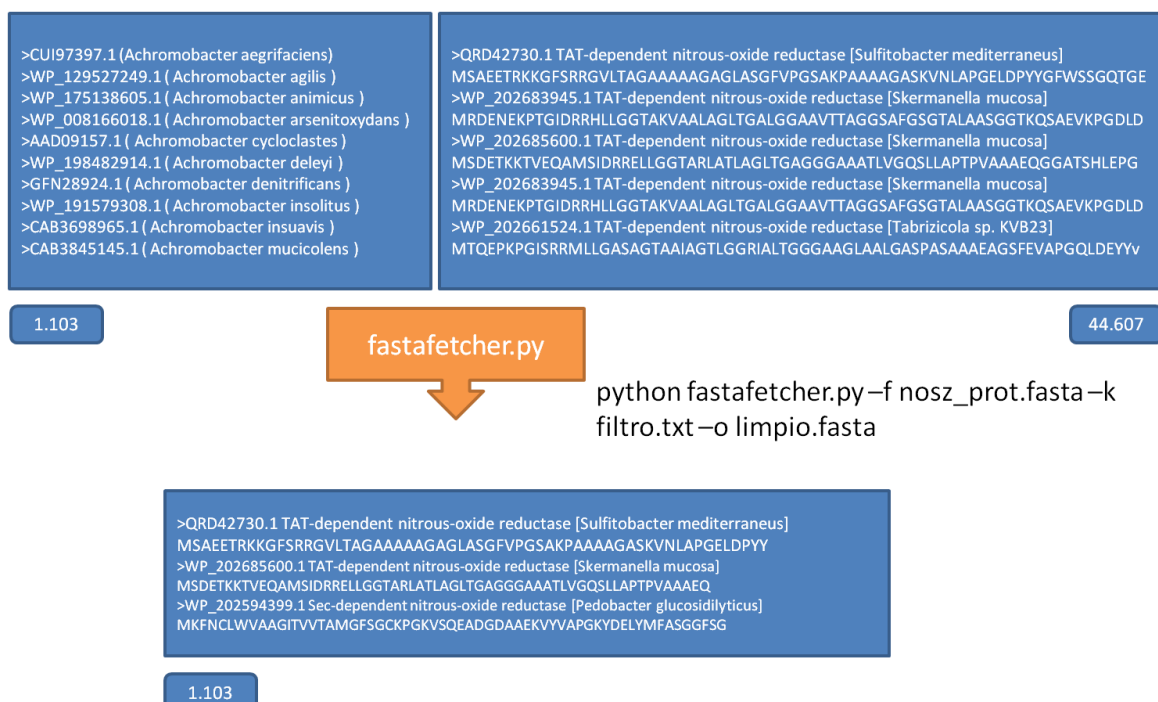 >CUI97397.1 (Achromobacter aegrifaciens)
>WP_129527249.1 ( Achromobacter agilis )
>WP_175138605.1 ( Achromobacter animicus )
>WP_008166018.1 ( Achromobacter arsenitoxydans )
>AAD09157.1 ( Achromobacter cycloclastes )
>WP_198482914.1 ( Achromobacter deleyi )
>GFN28924.1 ( Achromobacter denitrificans )
>WP_191579308.1 ( Achromobacter insolitus )
>CAB3698965.1 ( Achromobacter insuavis )
>CAB3845145.1 ( Achromobacter mucicolens )
>QRD42730.1 TAT-dependent nitrous-oxide reductase [Sulfitobacter mediterraneus]
MSAEETRKKGFSRRGVLTAGAAAAAGAGLASGFVPGSAKPAAAAGASKVNLAPGELDPYYGFWSSGQTGE
>WP_202683945.1 TAT-dependent nitrous-oxide reductase [Skermanella mucosa]
MRDENEKPTGIDRRHLLGGTAKVAALAGLTGALGGAAVTTAGGSAFGSGTALAASGGTKQSAEVKPGDLD
>WP_202685600.1 TAT-dependent nitrous-oxide reductase [Skermanella mucosa]
MSDETKKTVEQAMSIDRRELLGGTARLATLAGLTGAGGGAAATLVGQSLLAPTPVAAAEQGGATSHLEPG
>WP_202683945.1 TAT-dependent nitrous-oxide reductase [Skermanella mucosa]
MRDENEKPTGIDRRHLLGGTAKVAALAGLTGALGGAAVTTAGGSAFGSGTALAASGGTKQSAEVKPGDLD
>WP_202661524.1 TAT-dependent nitrous-oxide reductase [Tabrizicola sp. KVB23]
MTQEPKPGISRRMLLGASAGTAAIAGTLGGRIALTGGGAAGLAALGASPASAAAEAGSFEVAPGQLDEYYv
1.103
44.607
fastafetcher.py
python fastafetcher.py –f nosz_prot.fasta –k
filtro.txt –o limpio.fasta
>QRD42730.1 TAT-dependent nitrous-oxide reductase [Sulfitobacter mediterraneus]
MSAEETRKKGFSRRGVLTAGAAAAAGAGLASGFVPGSAKPAAAAGASKVNLAPGELDPYY
>WP_202685600.1 TAT-dependent nitrous-oxide reductase [Skermanella mucosa]
MSDETKKTVEQAMSIDRRELLGGTARLATLAGLTGAGGGAAATLVGQSLLAPTPVAAAEQ
>WP_202594399.1 Sec-dependent nitrous-oxide reductase [Pedobacter glucosidilyticus]
MKFNCLWVAAGITVVTAMGFSGCKPGKVSQEADGDAAEKVYVAPGKYDELYMFASGGFSG
1.103